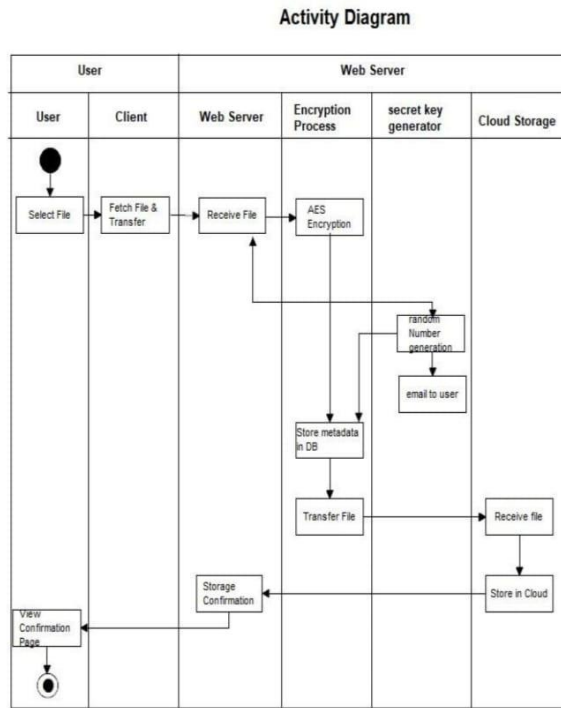 Activity Diagram
User
Web Server
User
Client
Web Server
Encryption
Process
secret key
generator
Cloud Storage
Select File
Fetch File &
Transfer
Receive File
AES
Encryption
random
Number
generation
email to user
Store metadata
in DB
Transfer File
Receive file
Storage
Confirmation
Store in Cloud
View
Confirmation
Page